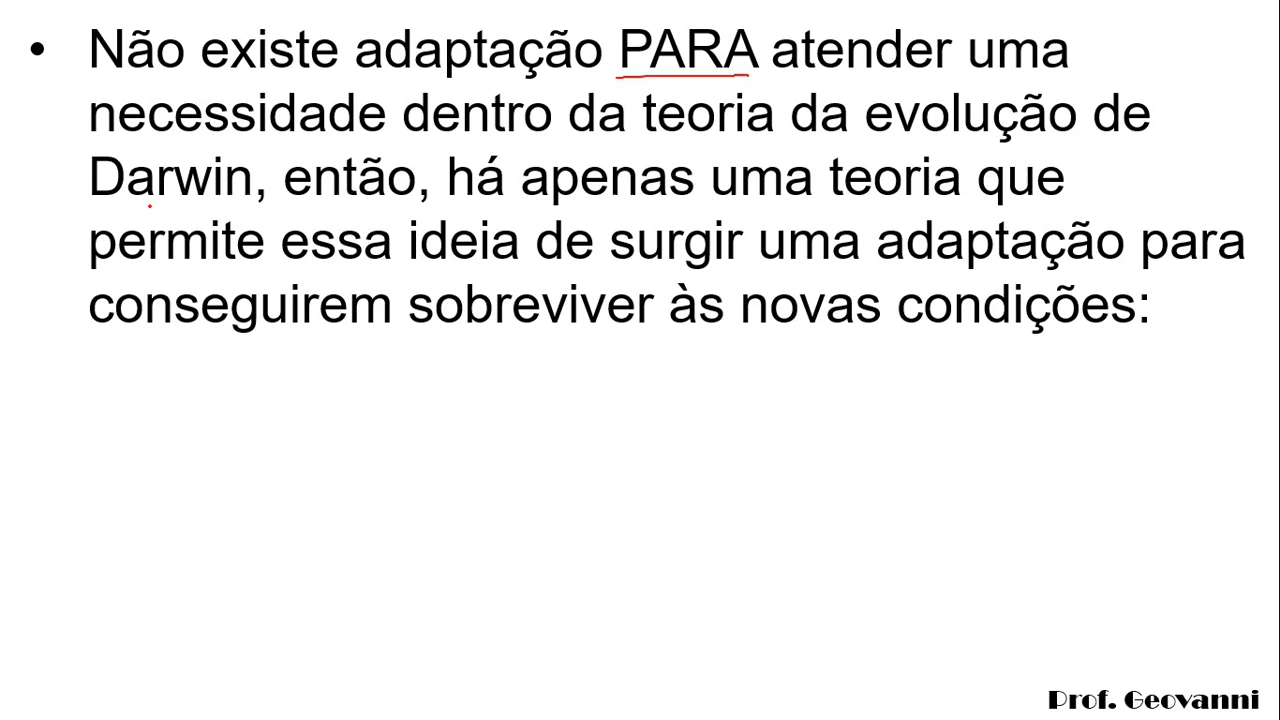 • Não existe adaptação PARA atender uma
necessidade dentro da teoria da evolução de
Darwin, então, há apenas uma teoria que
permite essa ideia de surgir uma adaptação para
conseguirem sobreviver às novas condições:
Prof. Geovanni